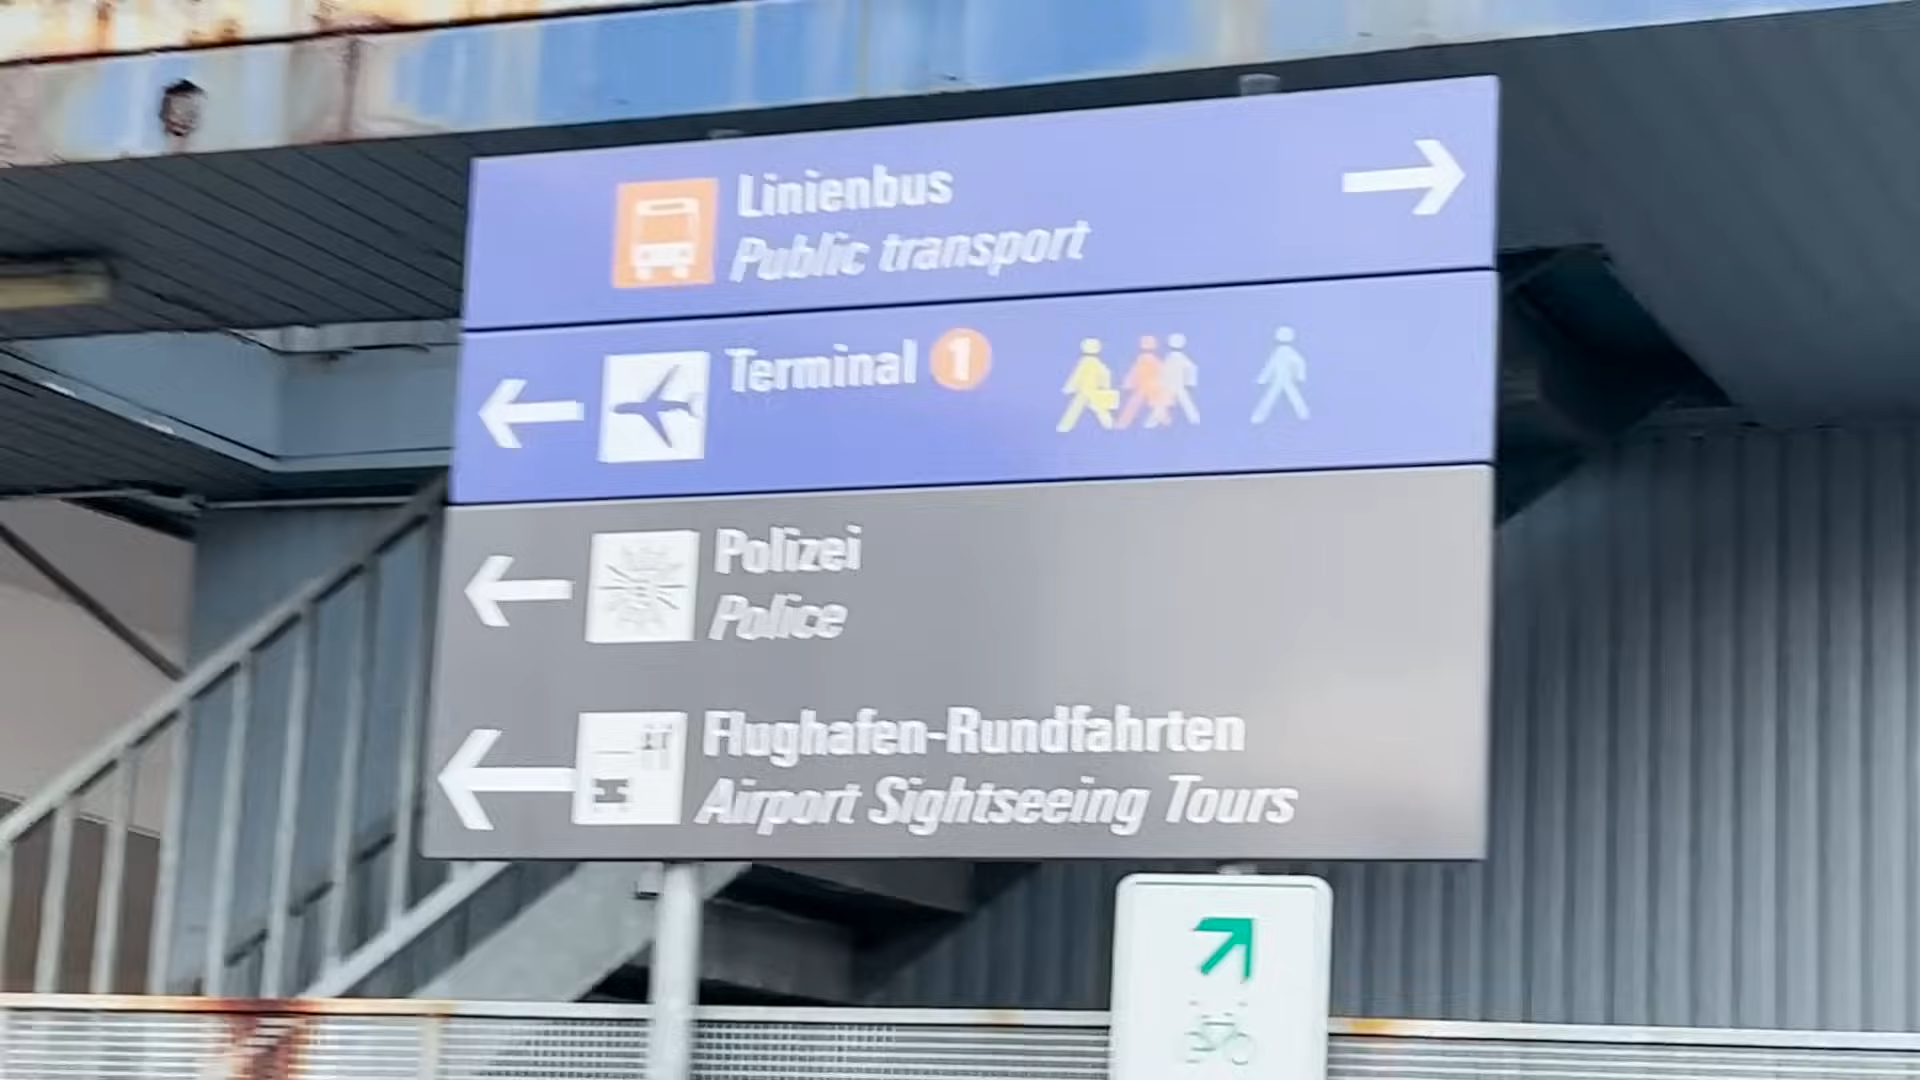 Linienbus
Public transport
Terminal 1
Polizei
Police
Flughafen-Rundfahrten
Airport Sightseeing Tours